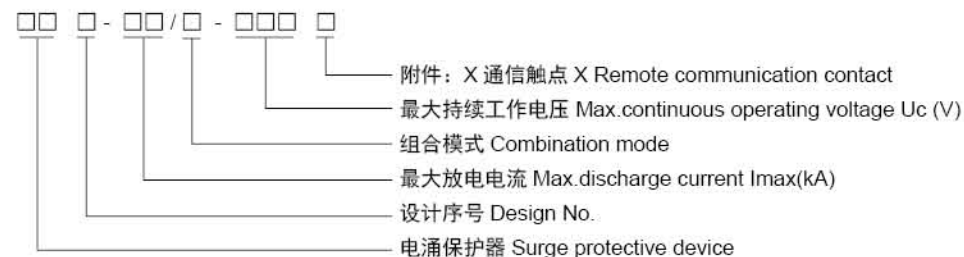 □□ □ - □□ / □ - □□□ □
附件：X 通信触点 X Remote communication contact
最大持续工作电压 Max.continuous operating voltage Uc (V)
组合模式 Combination mode
最大放电电流 Max.discharge current Imax(kA)
设计序号 Design No.
电涌保护器 Surge protective device